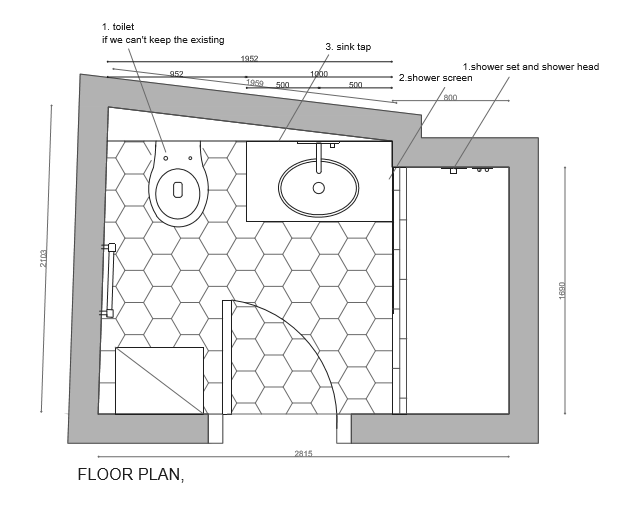 1. toilet
if we can't keep the existing
3. sink tap
1952
1.shower set and shower head
952
1000
2.shower screen
1959
500
500
800
2103
1690
2815
FLOOR PLAN,